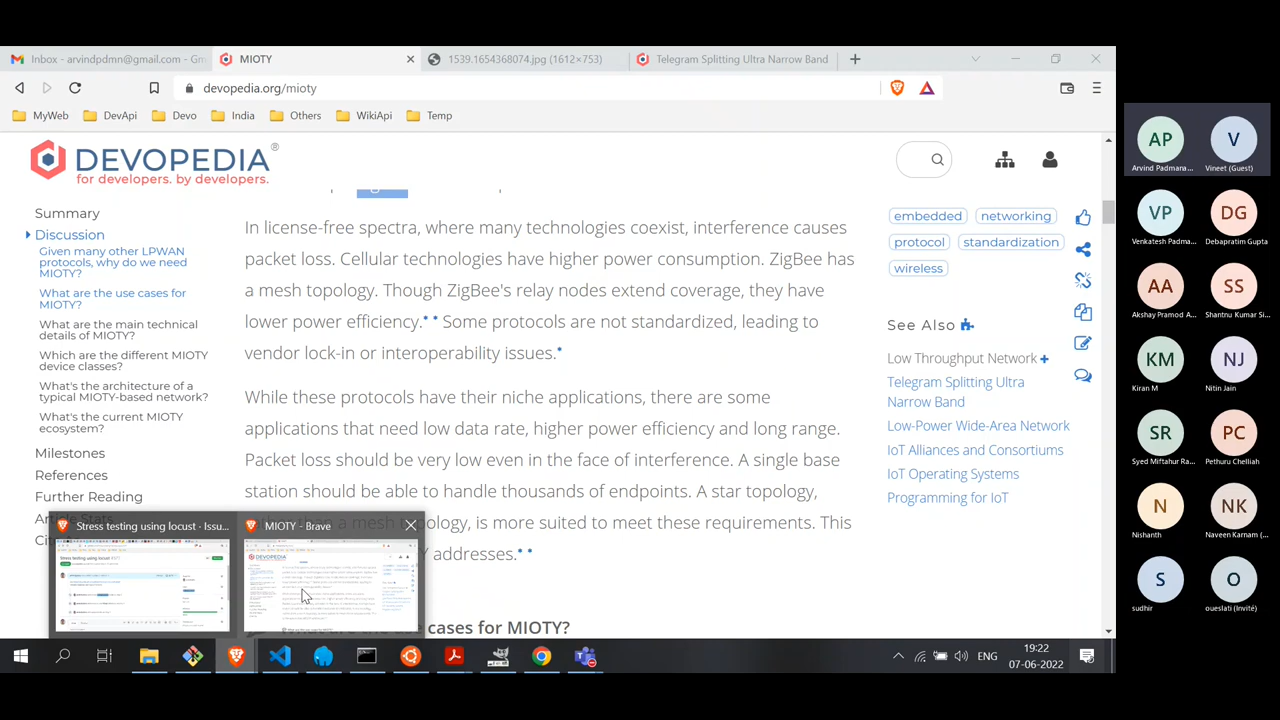 Inbox - arvindpdmn@gmail.com - Gm
MIOTY
1539.1654368074.jpg (1612×753)
Telegram Splitting Ultra Narrow Band
devopedia.org/mioty
MyWeb
DevApi
Devo
India
Others
WikiApi
Temp
DEVOPEDIA
for developers. by developers.
Summary
Discussion
Given many other LPWAN
protocols, why do we need
MIOTY?
What are the use cases for
MIOTY?
What are the main technical
details of MIOTY?
Which are the different MIOTY
device classes?
What's the architecture of a
typical MIOTY-based network?
What's the current MIOTY
ecosystem?
Milestones
References
Further Reading
In license-free spectra, where many technologies coexist, interference causes
packet loss. Cellular technologies have higher power consumption. ZigBee has
a mesh topology. Though ZigBee's relay nodes extend coverage, they have
lower power efficiency.** Some protocols are not standardized, leading to
vendor lock-in or interoperability issues.*
While these protocols have their niche applications, there are some
applications that need low data rate, higher power efficiency and long range.
Packet loss should be very low even in the face of interference. A single base
station should be able to handle thousands of endpoints. A star topology,
than a mesh topology, is more suited to meet these requirements. This
addresses.**
cases for MIOTY?
embedded
networking
protocol
standardization
wireless
See Also
Low Throughput Network +
Telegram Splitting Ultra
Narrow Band
Low-Power Wide-Area Network
IoT Alliances and Consortiums
IoT Operating Systems
Programming for IoT
Stress testing using locust - Issu...
MIOTY - Brave
ENG
19:22
07-06-2022
AP
Arvind Padmana...
V
Vineet (Guest)
VP
Venkatesh Padma...
DG
Debapratim Gupta
AA
Akshay Pramod A...
SS
Shantnu Kumar Si...
KM
Kiran M
NJ
Nitin Jain
SR
Syed Miftahur Ra...
PC
Pethuru Chelliah
N
Nishanth
NK
Naveen Karnam (...
S
sudhir
O
oueslati (Invité)